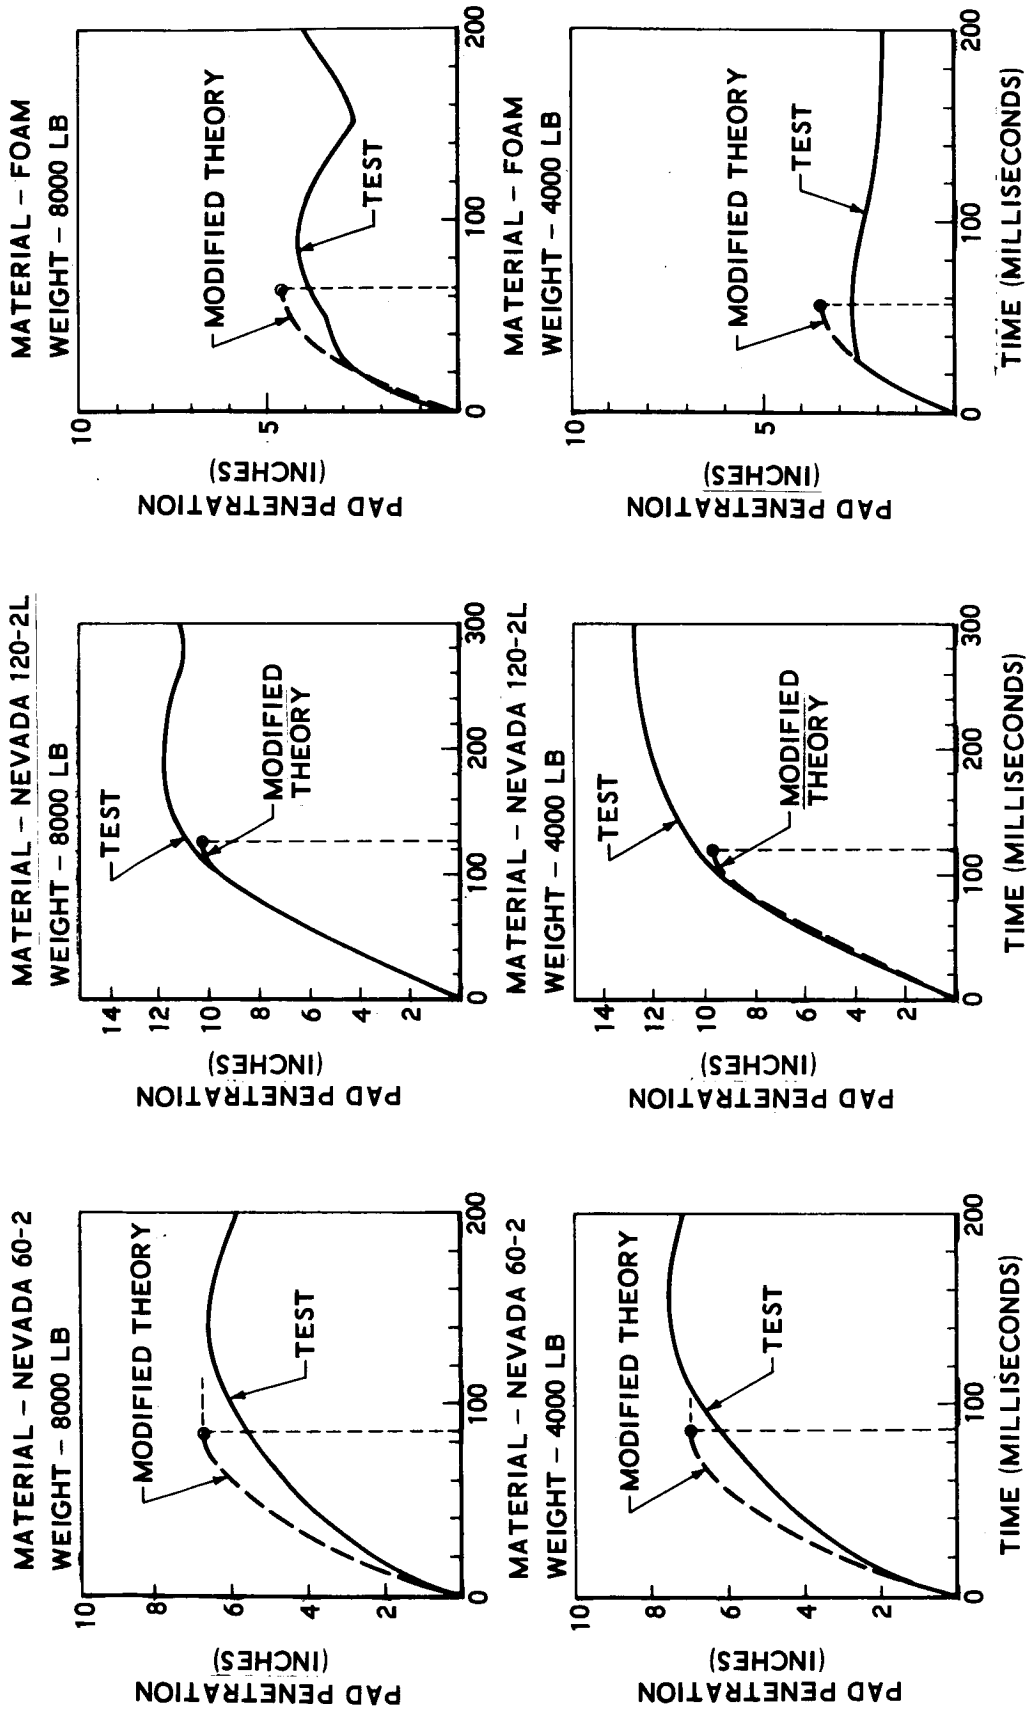 MATERIAL – NEVADA 60-2
WEIGHT – 8000 LB
PAD PENETRATION
(INCHES)
10
8
6
4
2
0
100
200
MODIFIED THEORY
TEST
MATERIAL – NEVADA 120-2L
WEIGHT – 8000 LB
PAD PENETRATION
(INCHES)
14
12
10
8
6
4
2
0
100
200
300
TEST
MODIFIED
THEORY
MATERIAL – FOAM
WEIGHT – 8000 LB
PAD PENETRATION
(INCHES)
10
5
0
100
200
MODIFIED THEORY
TEST
MATERIAL – NEVADA 60-2
WEIGHT – 4000 LB
PAD PENETRATION
(INCHES)
10
8
6
4
2
0
100
200
MODIFIED THEORY
TEST
TIME (MILLISECONDS)
MATERIAL – NEVADA 120-2L
WEIGHT – 4000 LB
PAD PENETRATION
(INCHES)
14
12
10
8
6
4
2
0
100
200
300
TEST
MODIFIED
THEORY
TIME (MILLISECONDS)
MATERIAL – FOAM
WEIGHT – 4000 LB
PAD PENETRATION
(INCHES)
10
5
0
100
200
MODIFIED THEORY
TEST
TIME (MILLISECONDS)